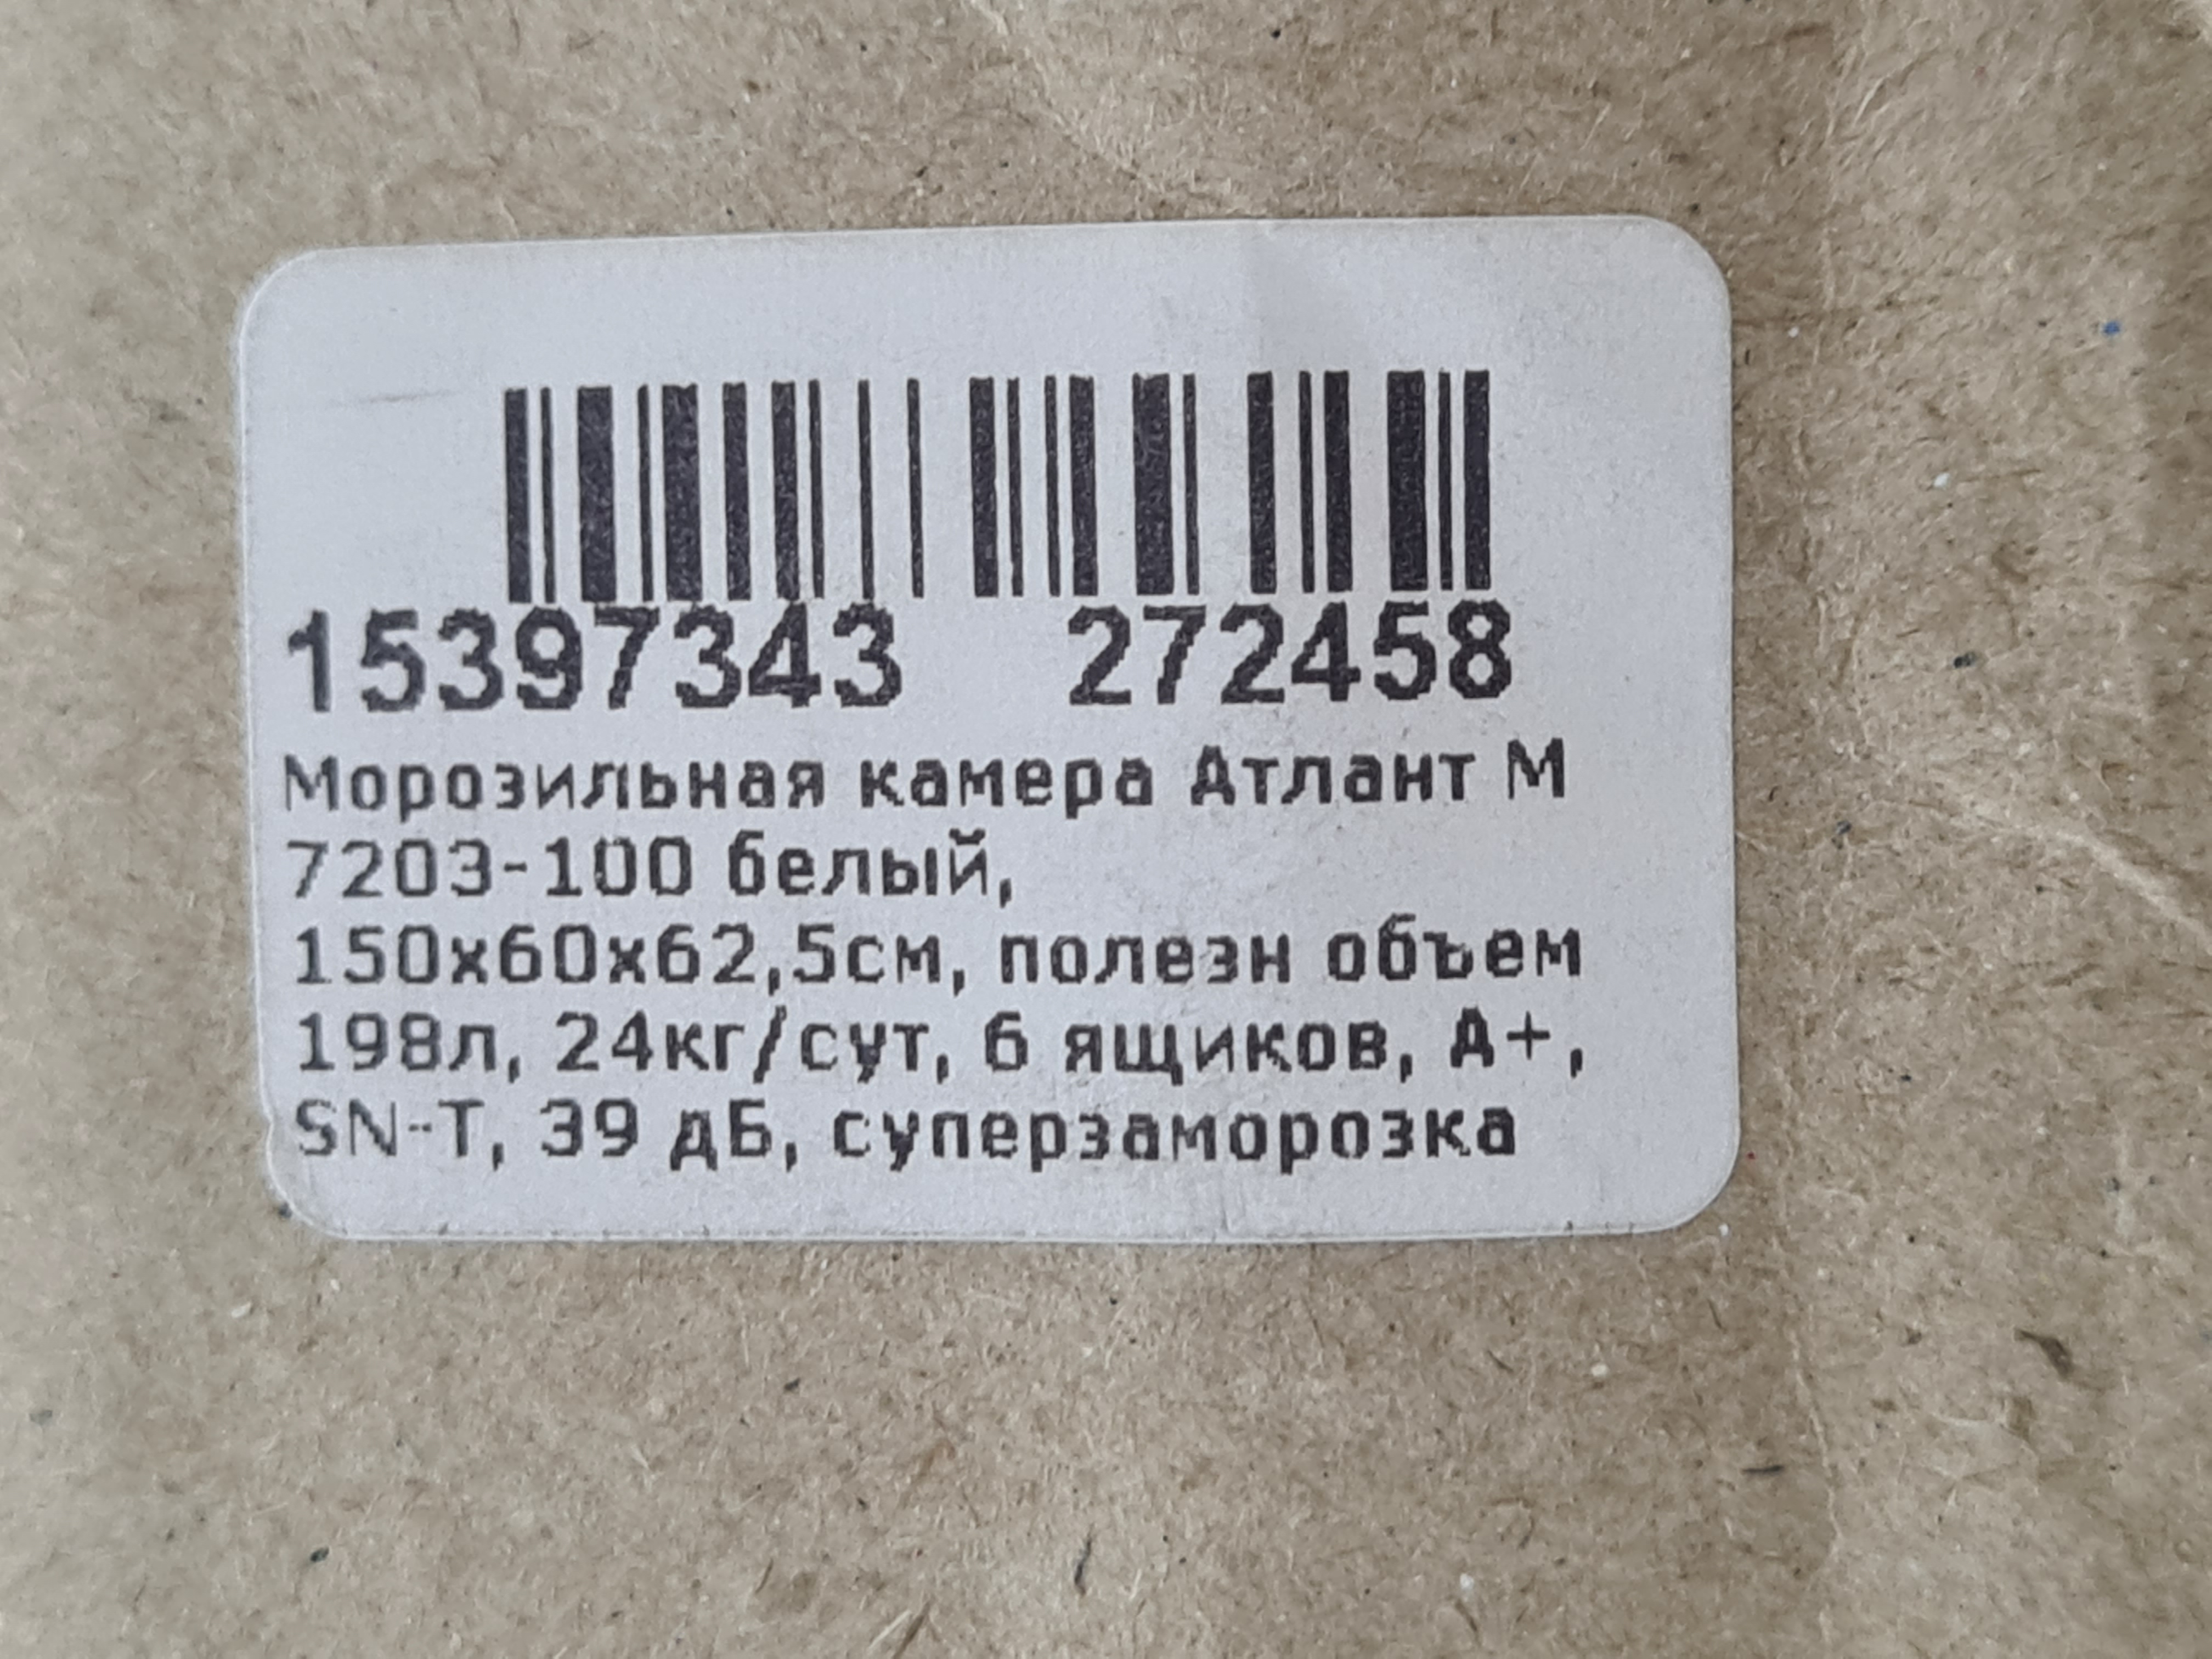 15397343 272458
Морозильная камера Атлант М
7203-100 белый,
150х60х62,5см, полезн объем
198л, 24кг/сут, 6 ящиков, А+,
SN-T, 39 дБ, суперзаморозка